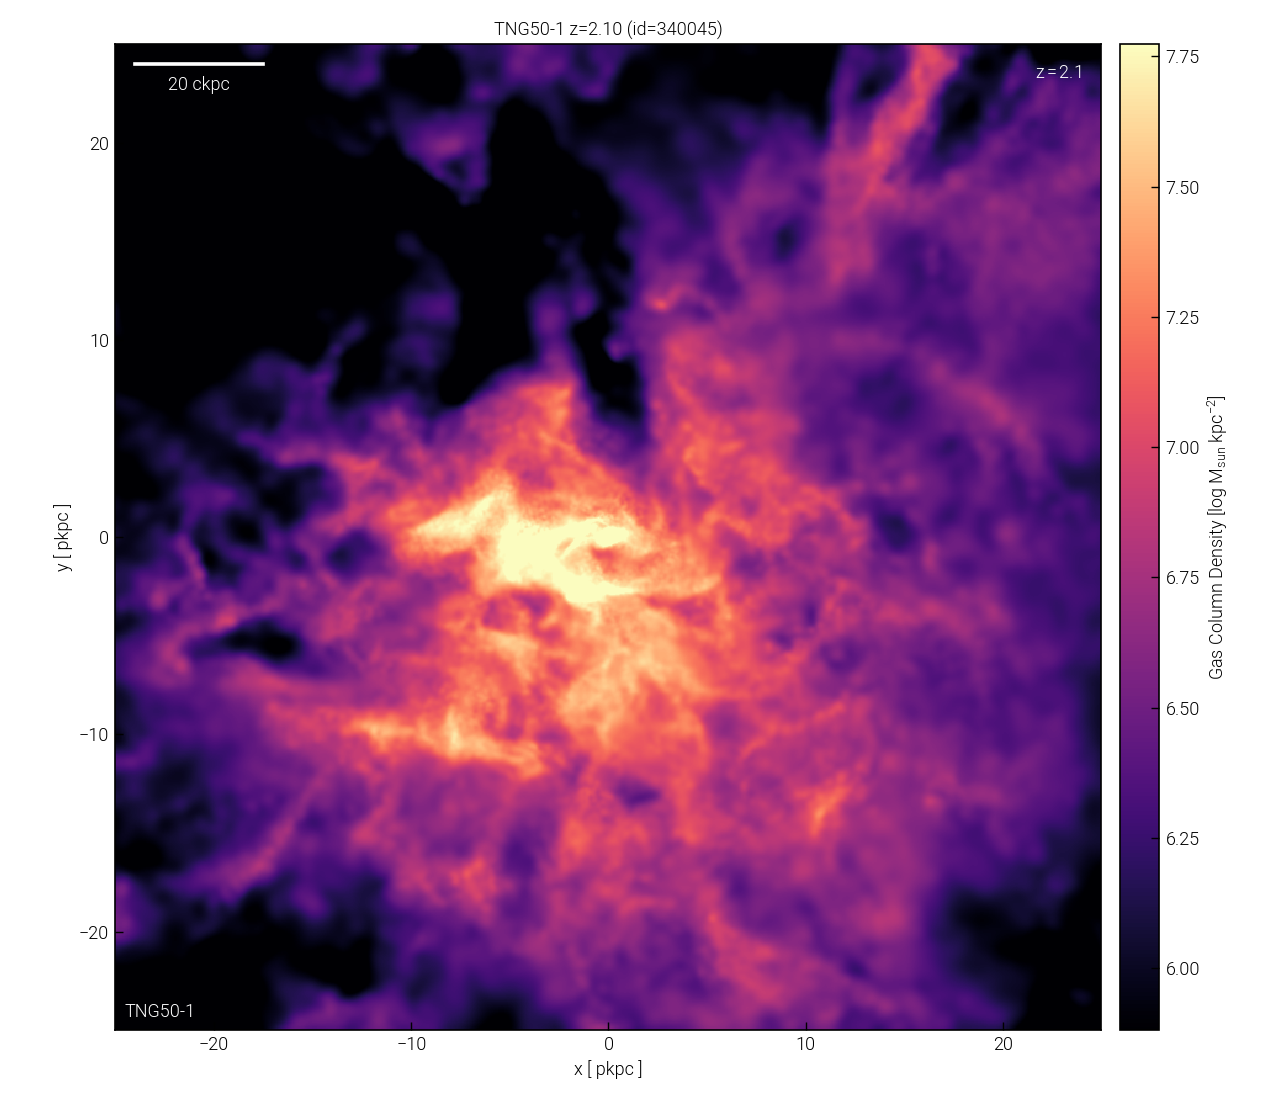 TNG50-1 z=2.10 (id=340045)
20 ckpc
z=2.1
TNG50-1
y [ pkpc ]
20
10
0
−10
−20
−20
−10
0
10
20
x [ pkpc ]
7.75
7.50
7.25
7.00
6.75
6.50
6.25
6.00
Gas Column Density [log M_sun kpc^−2]